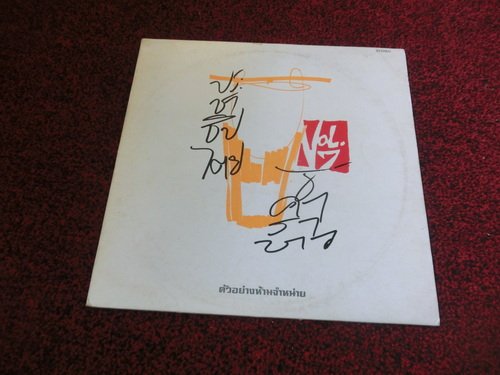 STEREO
ประ
ชา
ธิป
ไตย
VOL.
7
คารา
บาว
ตัวอย่างห้ามจำหน่าย